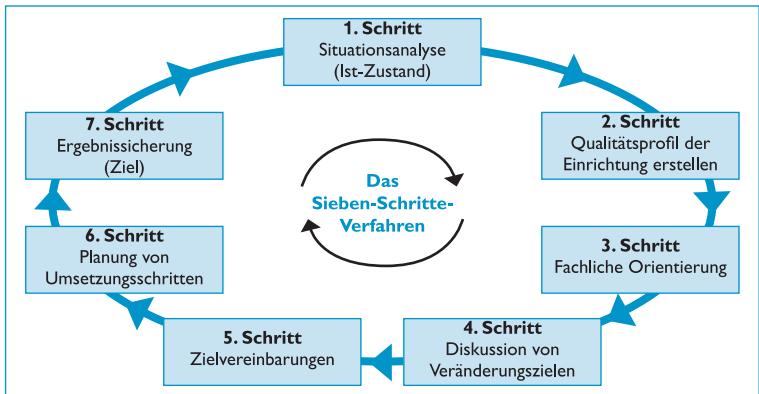 1. Schritt
Situationsanalyse
(Ist-Zustand)
2. Schritt
Qualitätsprofil der
Einrichtung erstellen
3. Schritt
Fachliche Orientierung
4. Schritt
Diskussion von
Veränderungszielen
5. Schritt
Zielvereinbarungen
6. Schritt
Planung von
Umsetzungsschritten
7. Schritt
Ergebnissicherung
(Ziel)
Das
Sieben-Schritte-
Verfahren